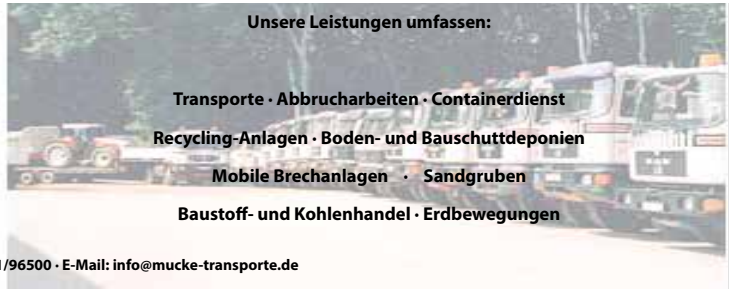 Unsere Leistungen umfassen:
Transporte · Abbrucharbeiten · Containerdienst
Recycling-Anlagen · Boden- und Bauschuttdeponien
Mobile Brechanlagen · Sandgruben
Baustoff- und Kohlenhandel · Erdbewegungen
/96500 · E-Mail: info@mucke-transporte.de